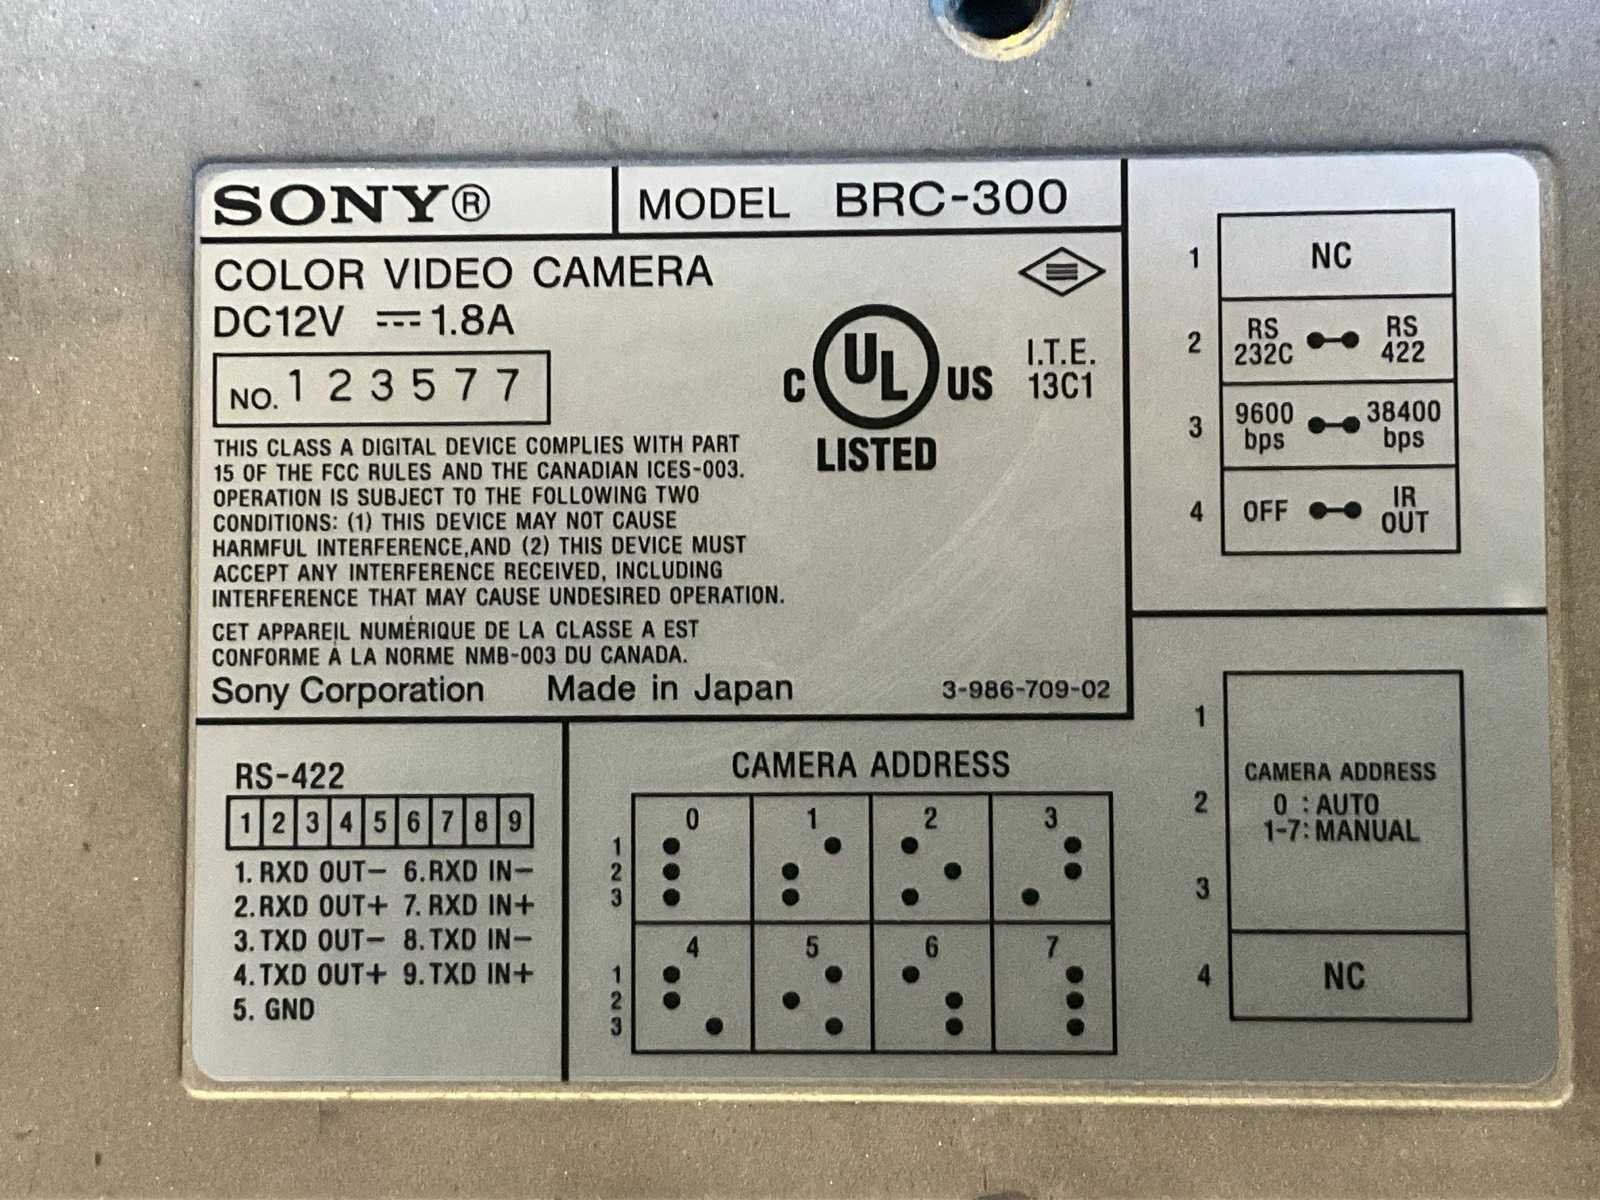 SONY®
MODEL BRC-300
COLOR VIDEO CAMERA
DC12V ⎓ 1.8A
NO. 1 2 3 5 7 7
C UL US
LISTED
I.T.E.
13C1
THIS CLASS A DIGITAL DEVICE COMPLIES WITH PART
15 OF THE FCC RULES AND THE CANADIAN ICES-003.
OPERATION IS SUBJECT TO THE FOLLOWING TWO
CONDITIONS: (1) THIS DEVICE MAY NOT CAUSE
HARMFUL INTERFERENCE,AND (2) THIS DEVICE MUST
ACCEPT ANY INTERFERENCE RECEIVED, INCLUDING
INTERFERENCE THAT MAY CAUSE UNDESIRED OPERATION.
CET APPAREIL NUMÉRIQUE DE LA CLASSE A EST
CONFORME À LA NORME NMB-003 DU CANADA.
Sony Corporation Made in Japan 3-986-709-02
1 NC
2 RS 232C RS 422
3 9600 bps 38400 bps
4 OFF IR OUT
RS-422
1 2 3 4 5 6 7 8 9
1. RXD OUT− 6. RXD IN−
2. RXD OUT+ 7. RXD IN+
3. TXD OUT− 8. TXD IN−
4. TXD OUT+ 9. TXD IN+
5. GND
CAMERA ADDRESS
0 1 2 3
1
2
3
4 5 6 7
1
2
3
1
2
3
CAMERA ADDRESS
0 : AUTO
1-7: MANUAL
4 NC